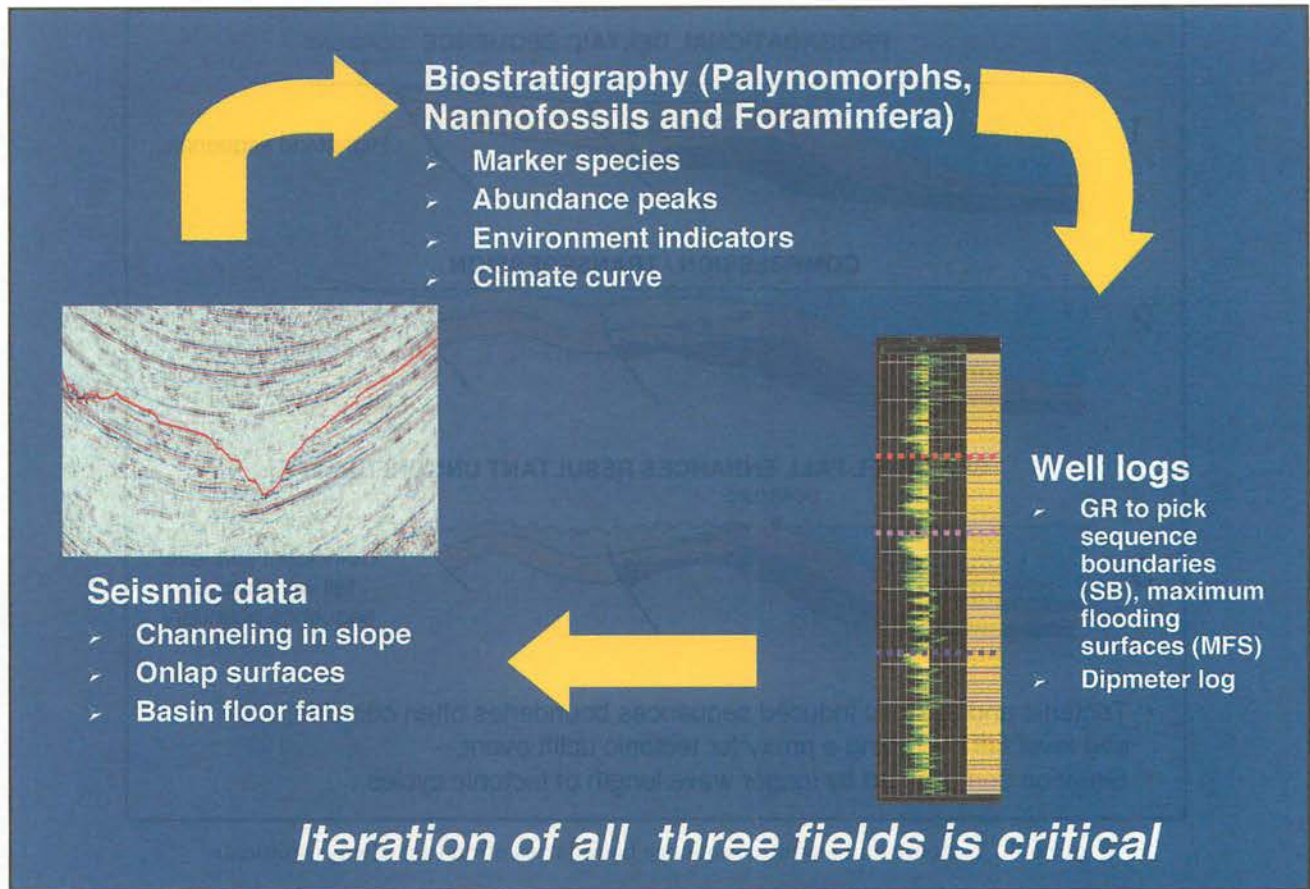 Biostratigraphy (Palynomorphs,
Nannofossils and Foraminfera)
➢ Marker species
➢ Abundance peaks
➢ Environment indicators
➢ Climate curve
Well logs
➢ GR to pick
sequence
boundaries
(SB), maximum
flooding
surfaces (MFS)
➢ Dipmeter log
Seismic data
➢ Channeling in slope
➢ Onlap surfaces
➢ Basin floor fans
Iteration of all three fields is critical